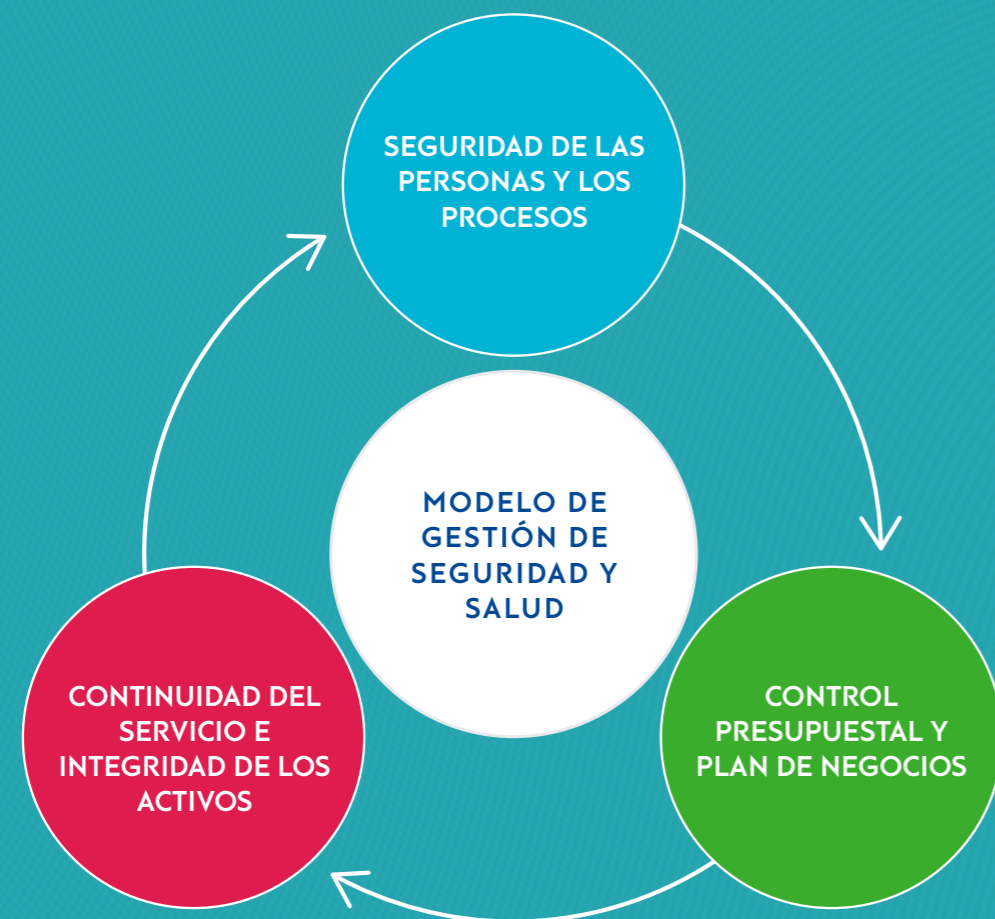 SEGURIDAD DE LAS
PERSONAS Y LOS
PROCESOS
MODELO DE
GESTIÓN DE
SEGURIDAD Y
SALUD
CONTINUIDAD DEL
SERVICIO E
INTEGRIDAD DE LOS
ACTIVOS
CONTROL
PRESUPUESTAL Y
PLAN DE NEGOCIOS